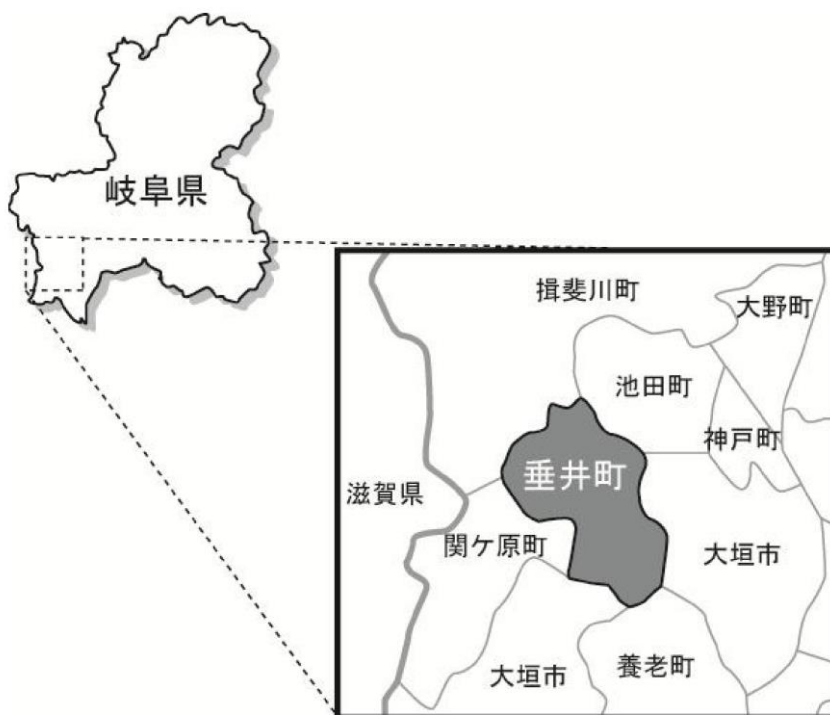 岐阜県
揖斐川町
大野町
池田町
神戸町
垂井町
滋賀県
関ケ原町
大垣市
大垣市
養老町